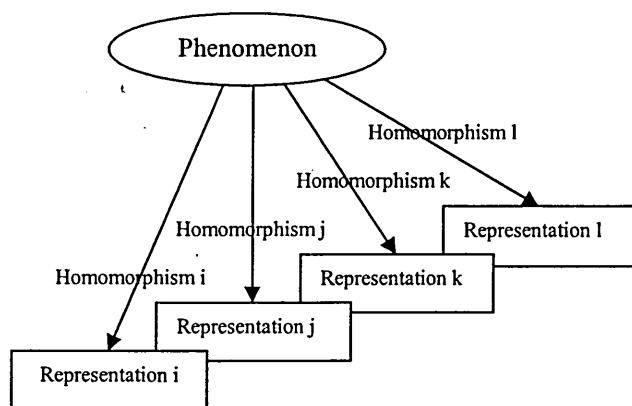 Phenomenon
Homomorphism l
Homomorphism k
Homomorphism j
Homomorphism i
Representation l
Representation k
Representation j
Representation i